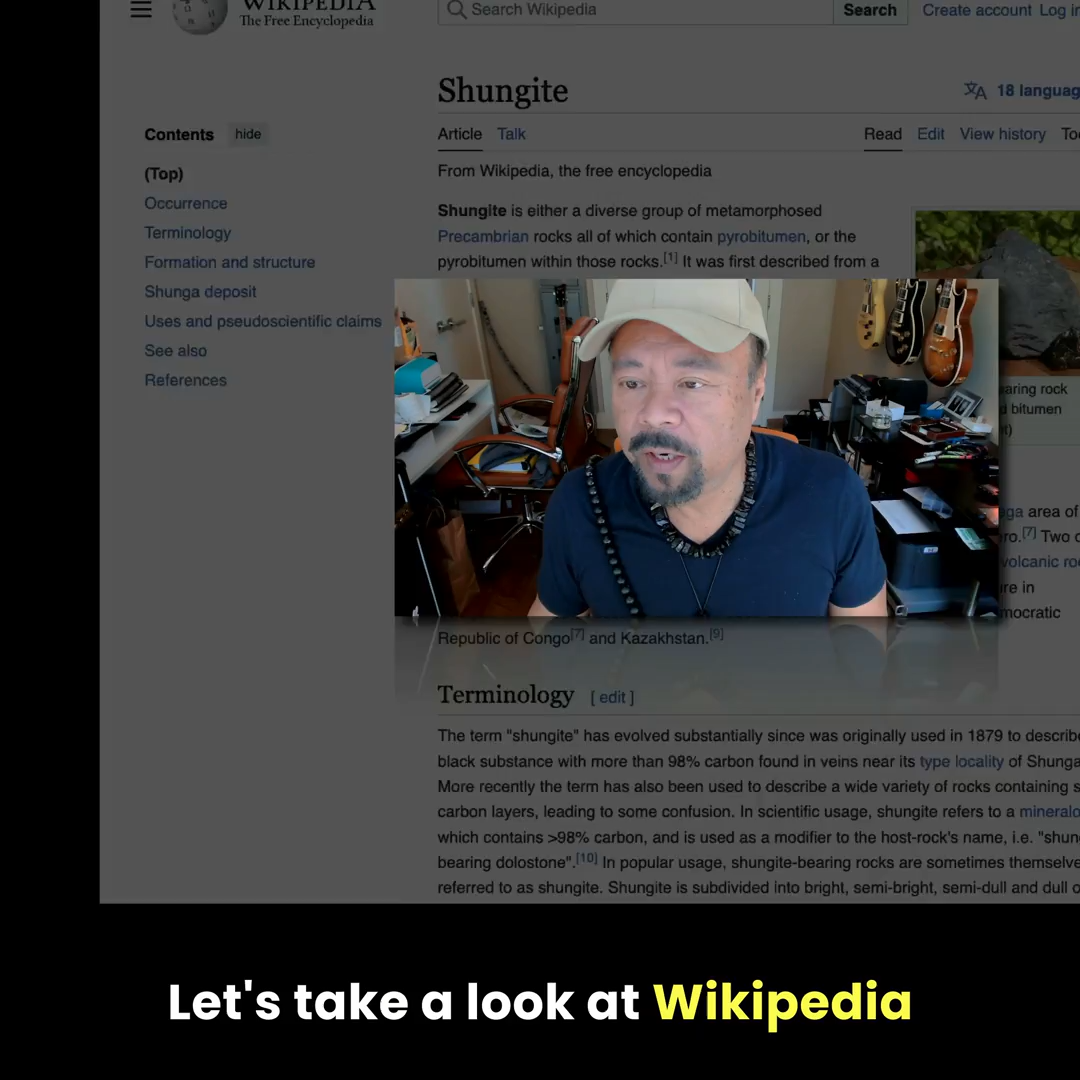 WIKIPEDIA
The Free Encyclopedia
Search Wikipedia
Search
Create account Log in
Shungite
18
Contents hide
Article Talk
Read Edit View history
(Top)
From Wikipedia, the free encyclopedia
Occurrence
Shungite is either a diverse group of metamorphosed
Terminology
Precambrian rocks all of which contain pyrobitumen, or the
Formation and structure
pyrobitumen within those rocks.[1] It was first described from a
Shunga deposit
Uses and pseudoscientific claims
See also
References
rock
bitumen
area of
[7] Two
volcanic
in
Republic of Congo[7] and Kazakhstan.[9]
Terminology [ edit ]
The term "shungite" has evolved substantially since was originally used in 1879 to describe
black substance with more than 98% carbon found in veins near its type locality of Shunga
More recently the term has also been used to describe a wide variety of rocks containing
carbon layers, leading to some confusion. In scientific usage, shungite refers to a
which contains >98% carbon, and is used as a modifier to the host-rock's name, i.e.
bearing dolostone".[10] In popular usage, shungite-bearing rocks are sometimes
referred to as shungite. Shungite is subdivided into bright, semi-bright, semi-dull and dull
Let's take a look at Wikipedia